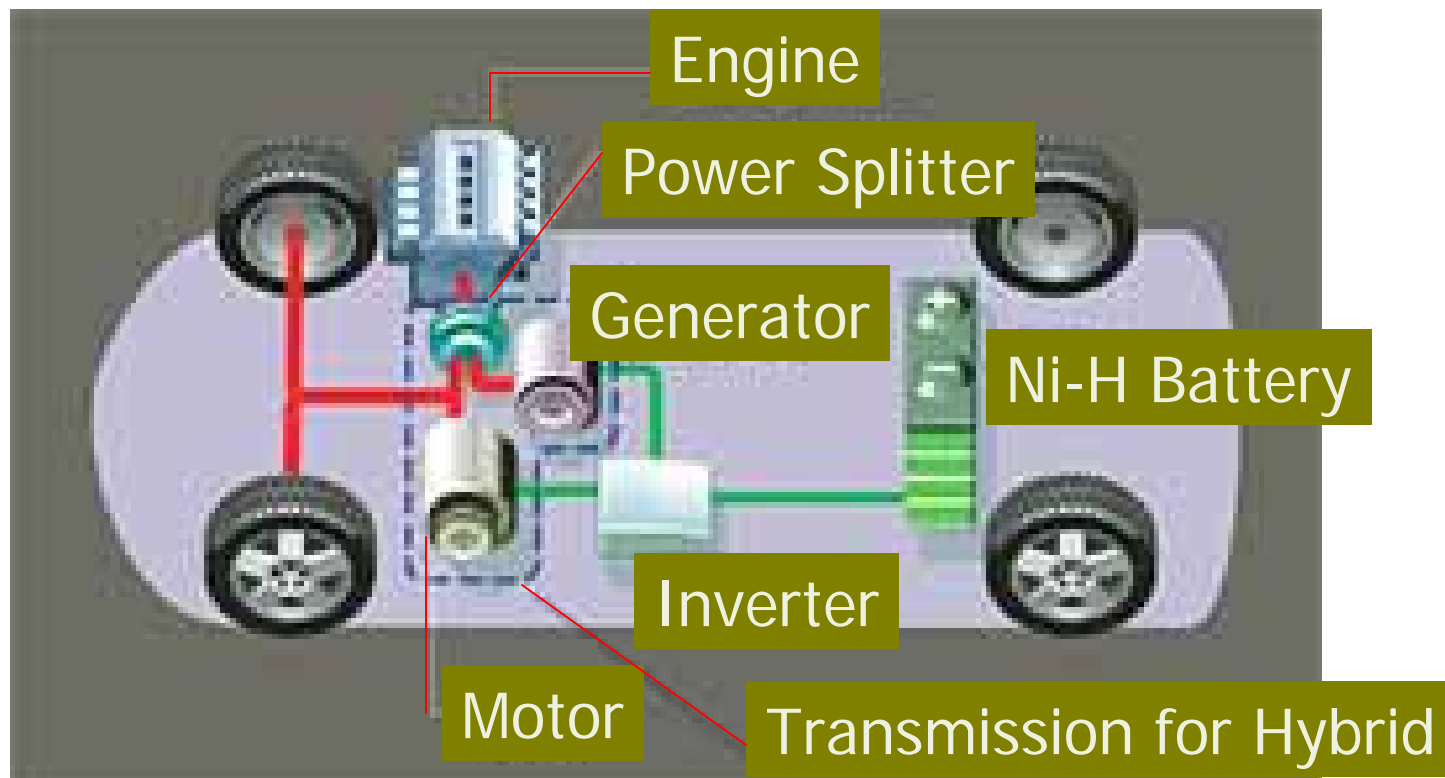 Engine
Power Splitter
Generator
Ni-H Battery
Inverter
Motor
Transmission for Hybrid